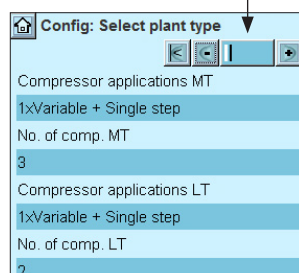 Config: Select plant type
Compressor applications MT
1xVariable + Single step
No. of comp. MT
3
Compressor applications LT
1xVariable + Single step
No. of comp. LT
2